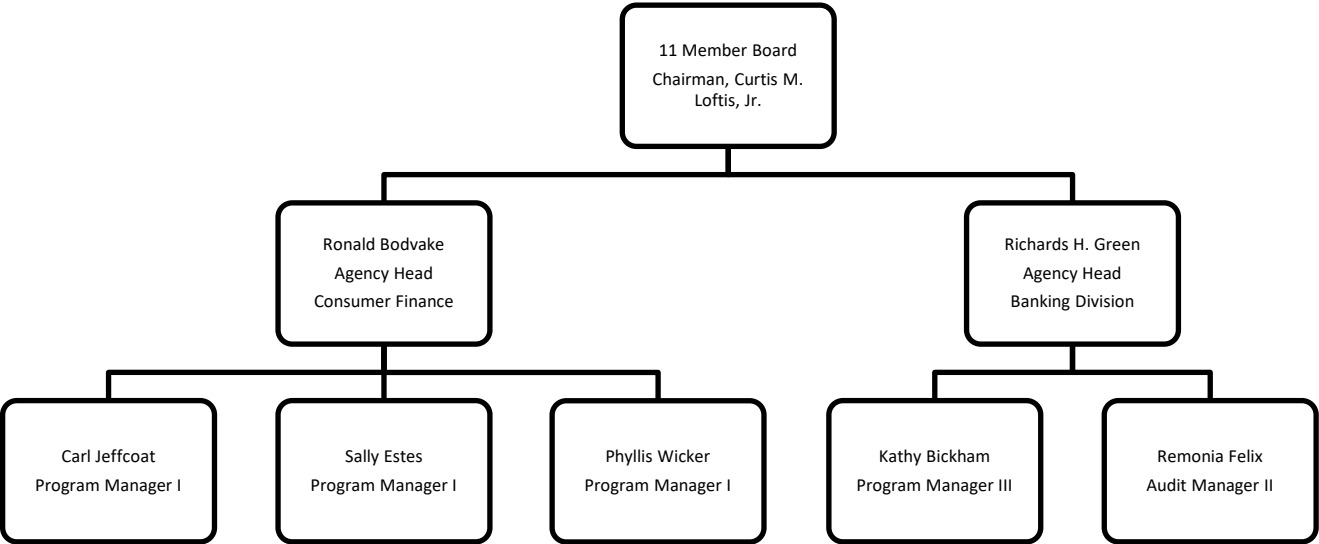 11 Member Board
Chairman, Curtis M.
Loftis, Jr.
Ronald Bodvake
Agency Head
Consumer Finance
Richards H. Green
Agency Head
Banking Division
Carl Jeffcoat
Program Manager I
Sally Estes
Program Manager I
Phyllis Wicker
Program Manager I
Kathy Bickham
Program Manager III
Remonia Felix
Audit Manager II